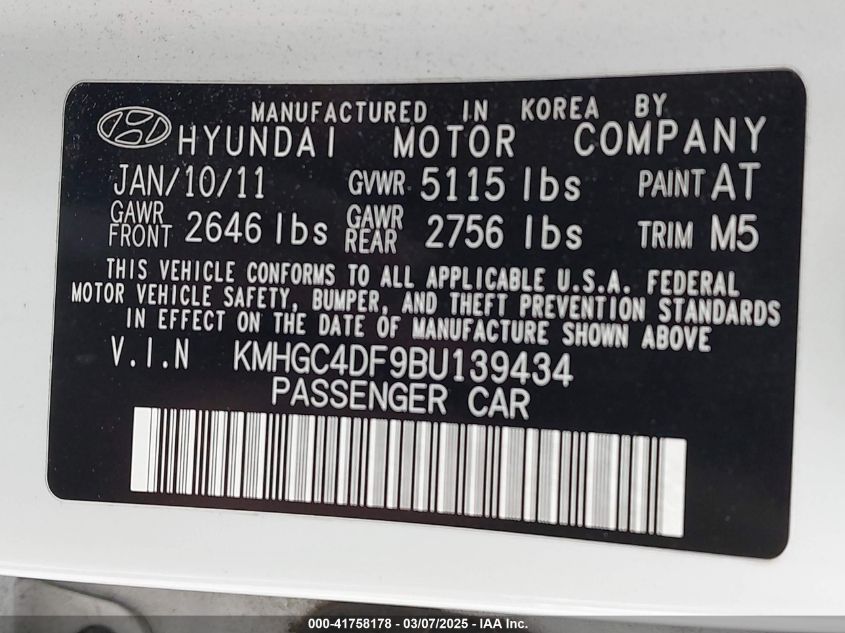 MANUFACTURED IN KOREA BY
HYUNDAI MOTOR COMPANY
JAN/10/11 GVWR 5115 lbs PAINT AT
GAWR FRONT 2646 lbs GAWR REAR 2756 lbs TRIM M5
THIS VEHICLE CONFORMS TO ALL APPLICABLE U.S.A. FEDERAL
MOTOR VEHICLE SAFETY, BUMPER, AND THEFT PREVENTION STANDARDS
IN EFFECT ON THE DATE OF MANUFACTURE SHOWN ABOVE
V.I.N KMHGC4DF9BU139434
PASSENGER CAR
000-41758178 - 03/07/2025 - IAAI.com